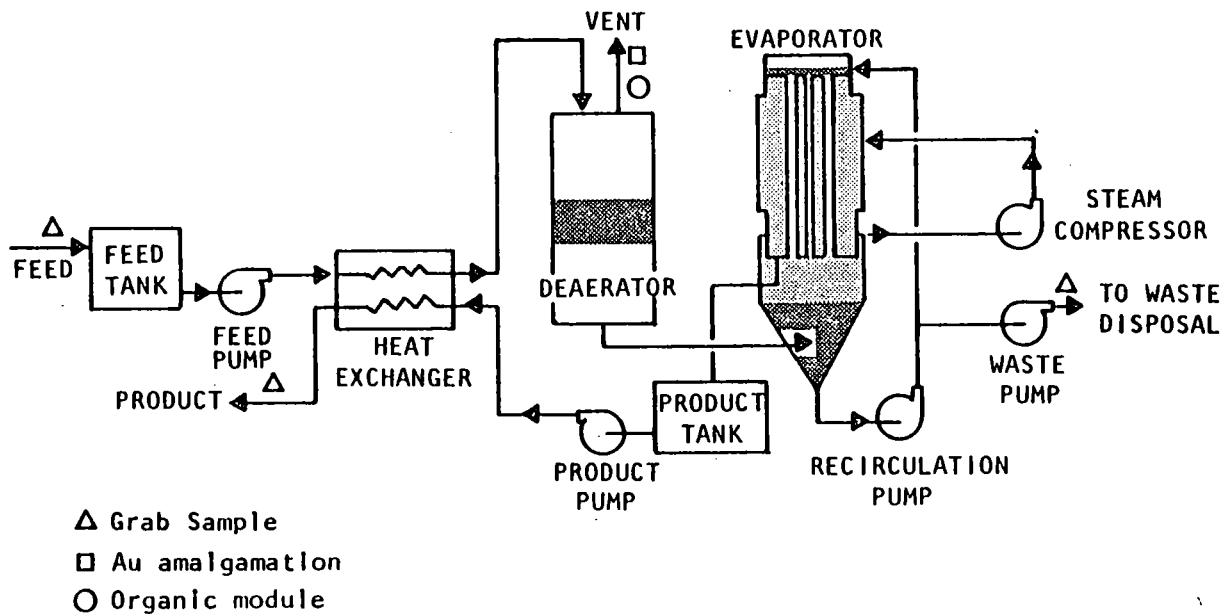 VENT
EVAPORATOR
STEAM
COMPRESSOR
FEED
FEED
TANK
DEAERATOR
TO WASTE
DISPOSAL
FEED
PUMP
HEAT
EXCHANGER
WASTE
PUMP
PRODUCT
PRODUCT
TANK
PRODUCT
PUMP
RECIRCULATION
PUMP
△ Grab Sample
□ Au amalgamation
○ Organic module